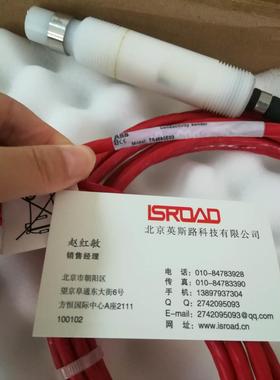 Conductivity Sensor
ABB
ISROAD
北京英斯路科技有限公司
赵红敏
销售经理
北京市朝阳区
望京阜通东大街6号
方恒国际中心A座2111
100102
电话:010-84783928
传真:010-84783390
手机:13897937304
Q Q:2742095093
@:2742095093@qq.com
www.isroad.cn